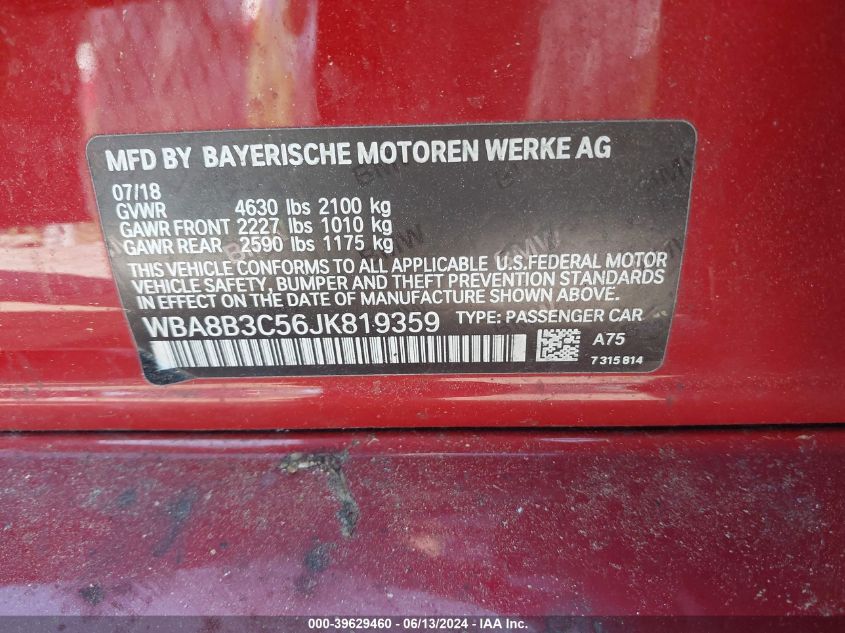 MFD BY BAYERISCHE MOTOREN WERKE AG
07/18
GVWR 4630 lbs 2100 kg
GAWR FRONT 2227 lbs 1010 kg
GAWR REAR 2590 lbs 1175 kg
THIS VEHICLE CONFORMS TO ALL APPLICABLE U.S.FEDERAL MOTOR
VEHICLE SAFETY, BUMPER AND THEFT PREVENTION STANDARDS
IN EFFECT ON THE DATE OF MANUFACTURE SHOWN ABOVE.
WBA8B3C56JK819359 TYPE: PASSENGER CAR
A75
7 315 814
000-39629460 - 06/13/2024 - IAA Inc.